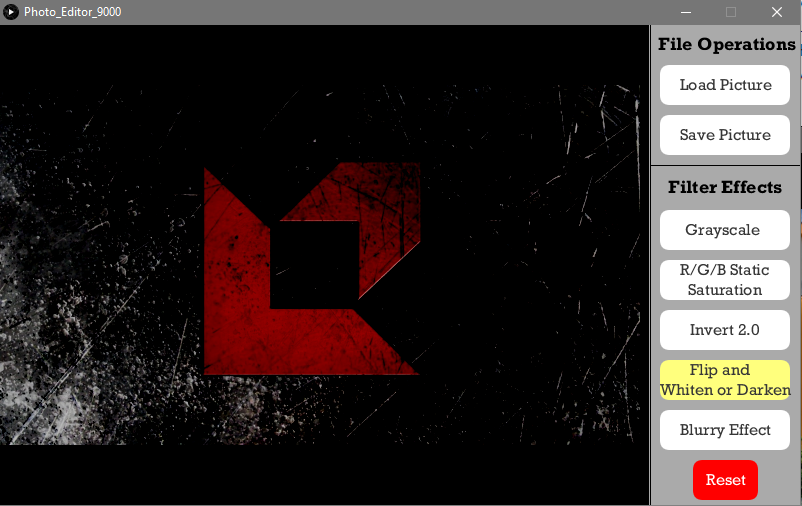 Photo_Editor_9000
File Operations
Load Picture
Save Picture
Filter Effects
Grayscale
R/G/B Static
Saturation
Invert 2.0
Flip and
Whiten or Darken
Blurry Effect
Reset